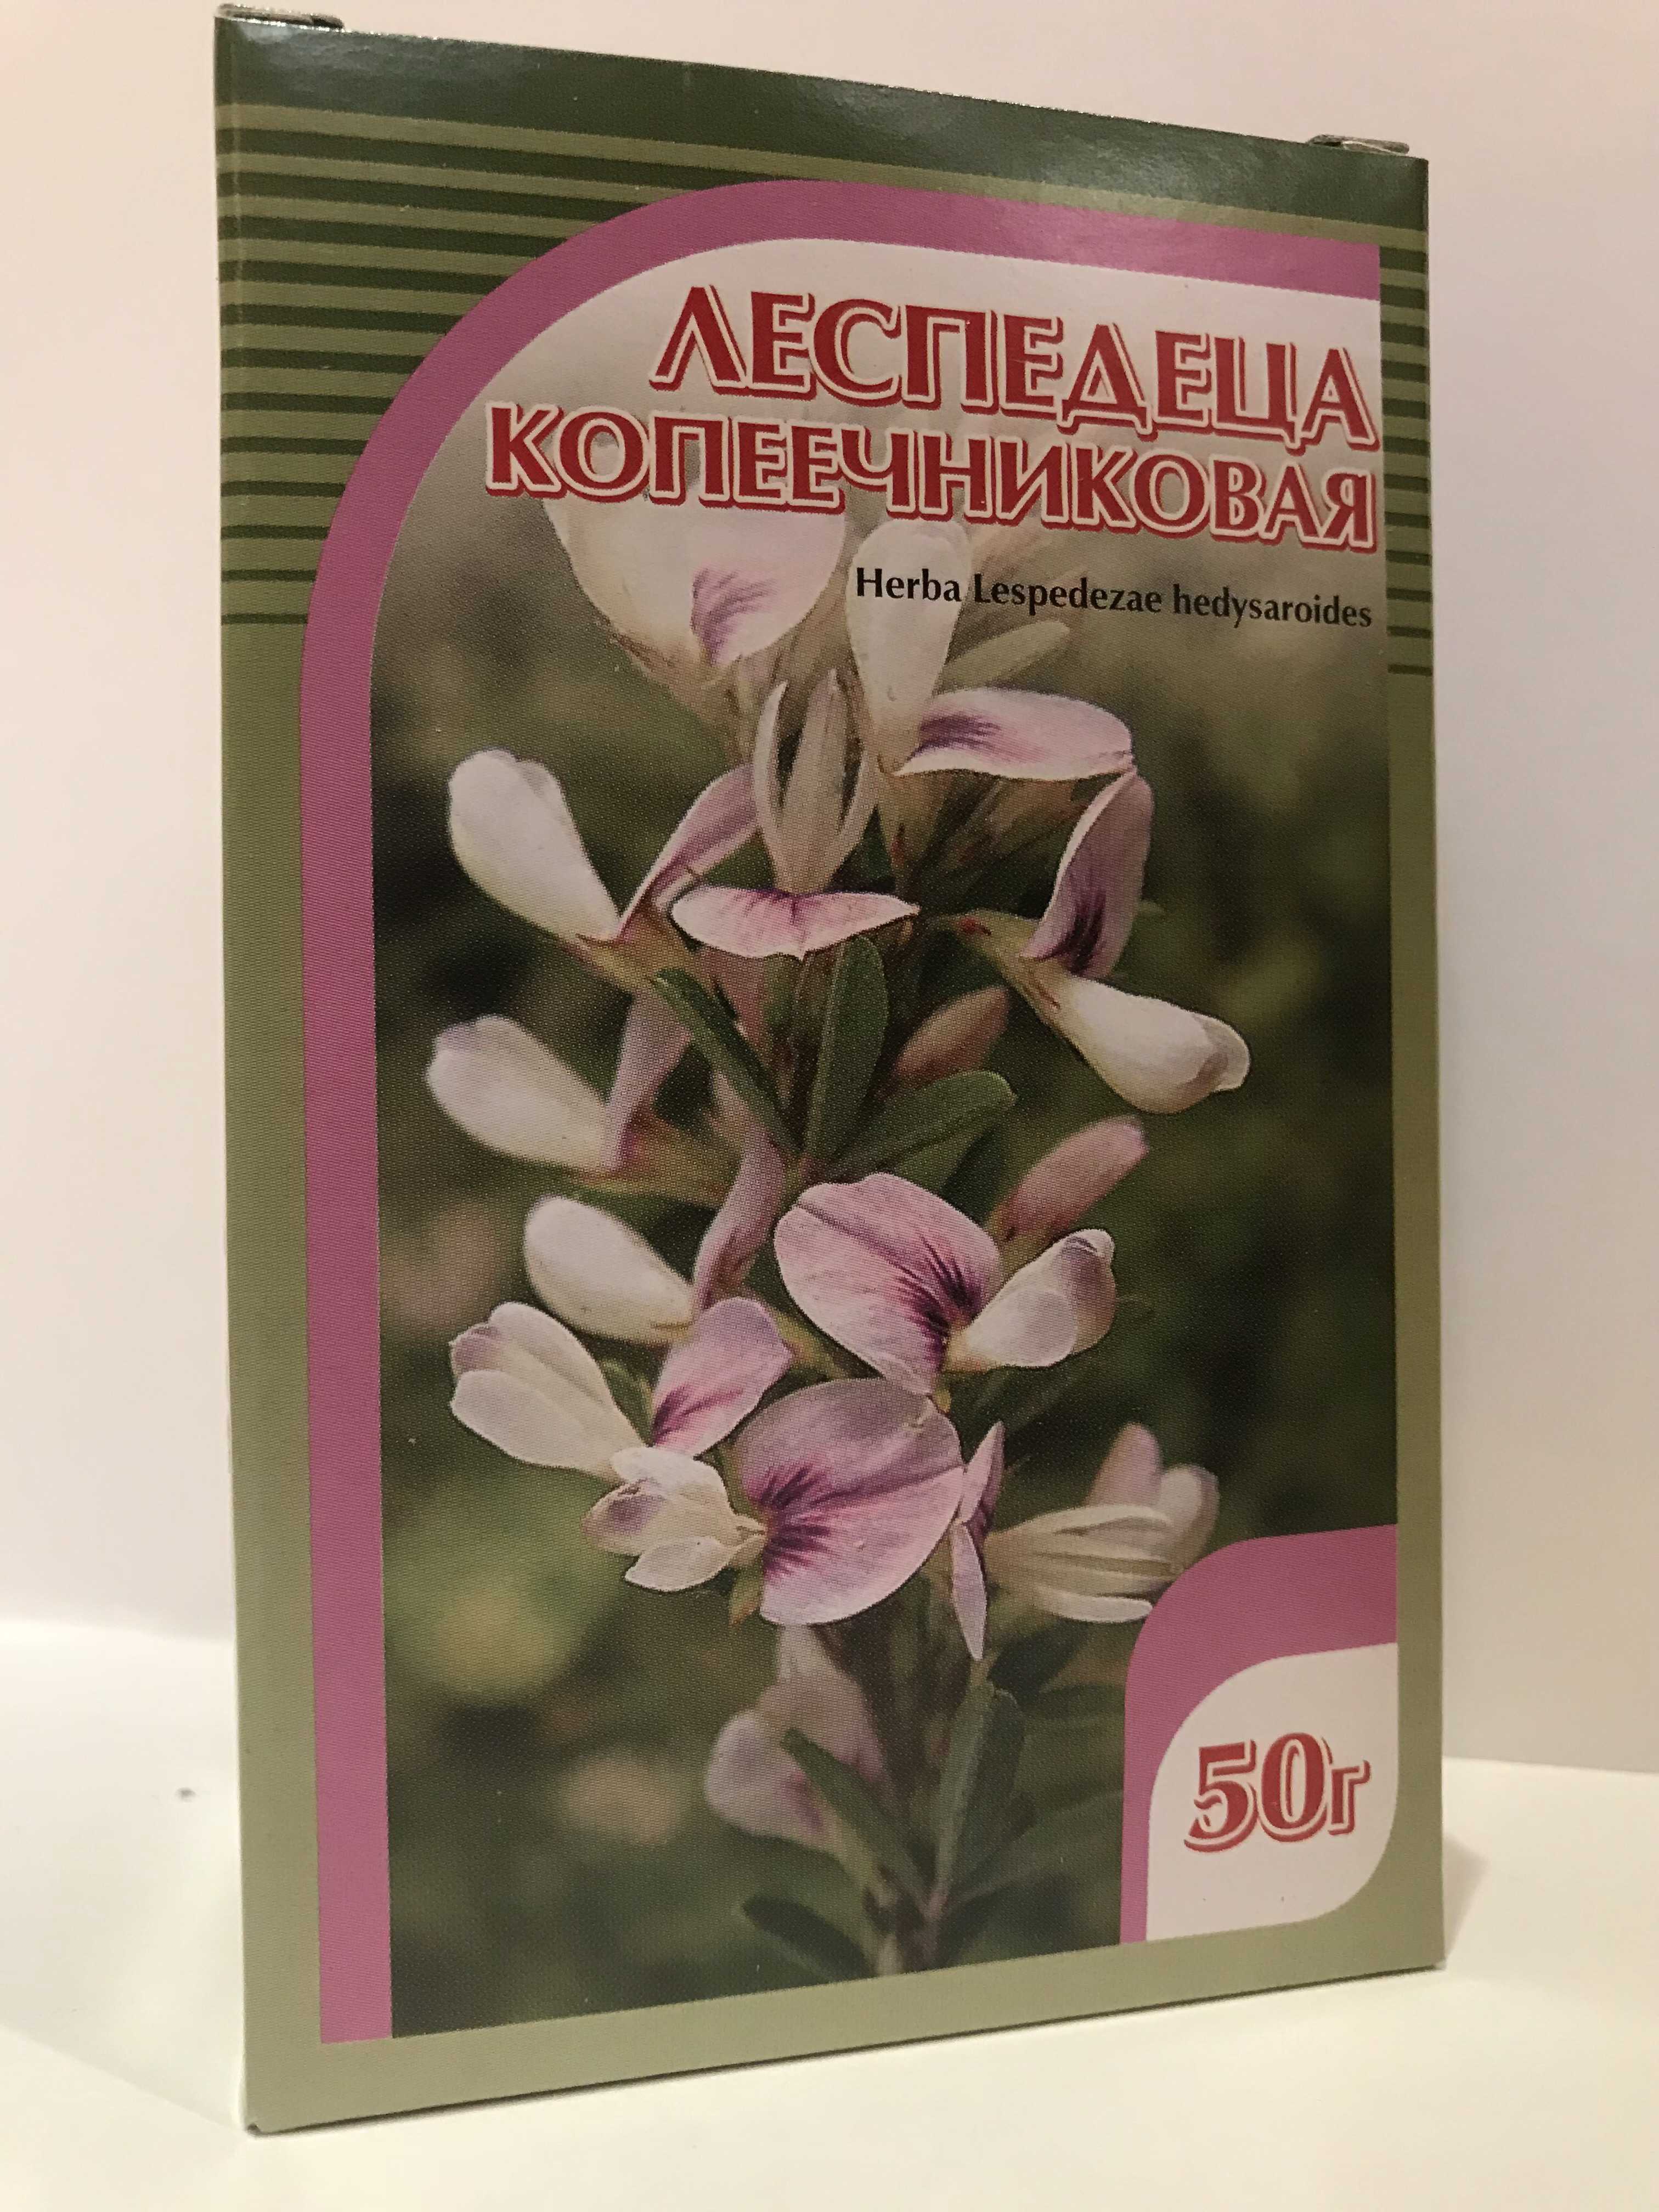 ЛЕСПЕДЕЦА
КОПЕЕЧНИКОВАЯ
Herba Lespedezae hedysaroides
50г